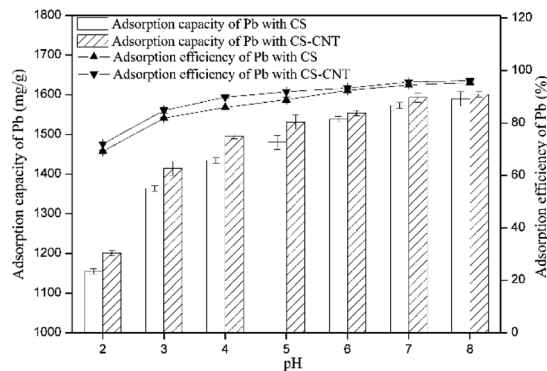 Adsorption capacity of Pb with CS
Adsorption capacity of Pb with CS-CNT
Adsorption efficiency of Pb with CS
Adsorption efficiency of Pb with CS-CNT
Adsorption capacity of Pb (mg/g)
1800
1700
1600
1500
1400
1300
1200
1100
1000
120
100
80
60
40
20
0
Adsorption efficiency of Pb (%)
2 3 4 5 6 7 8
pH